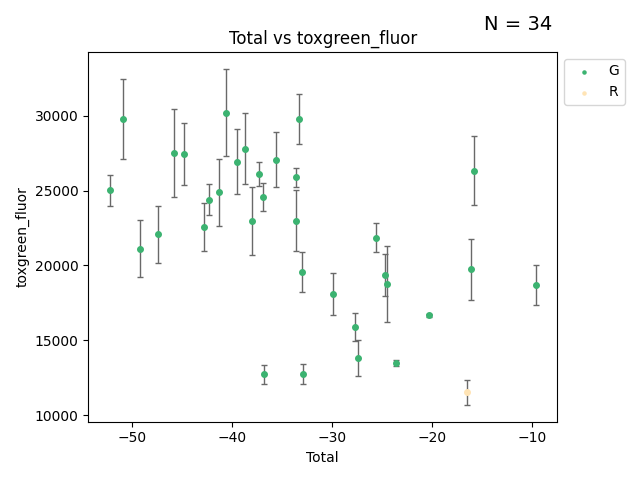 N = 34
Total vs toxgreen_fluor
G
R
30000
25000
20000
15000
10000
toxgreen_fluor
−50
−40
−30
−20
−10
Total